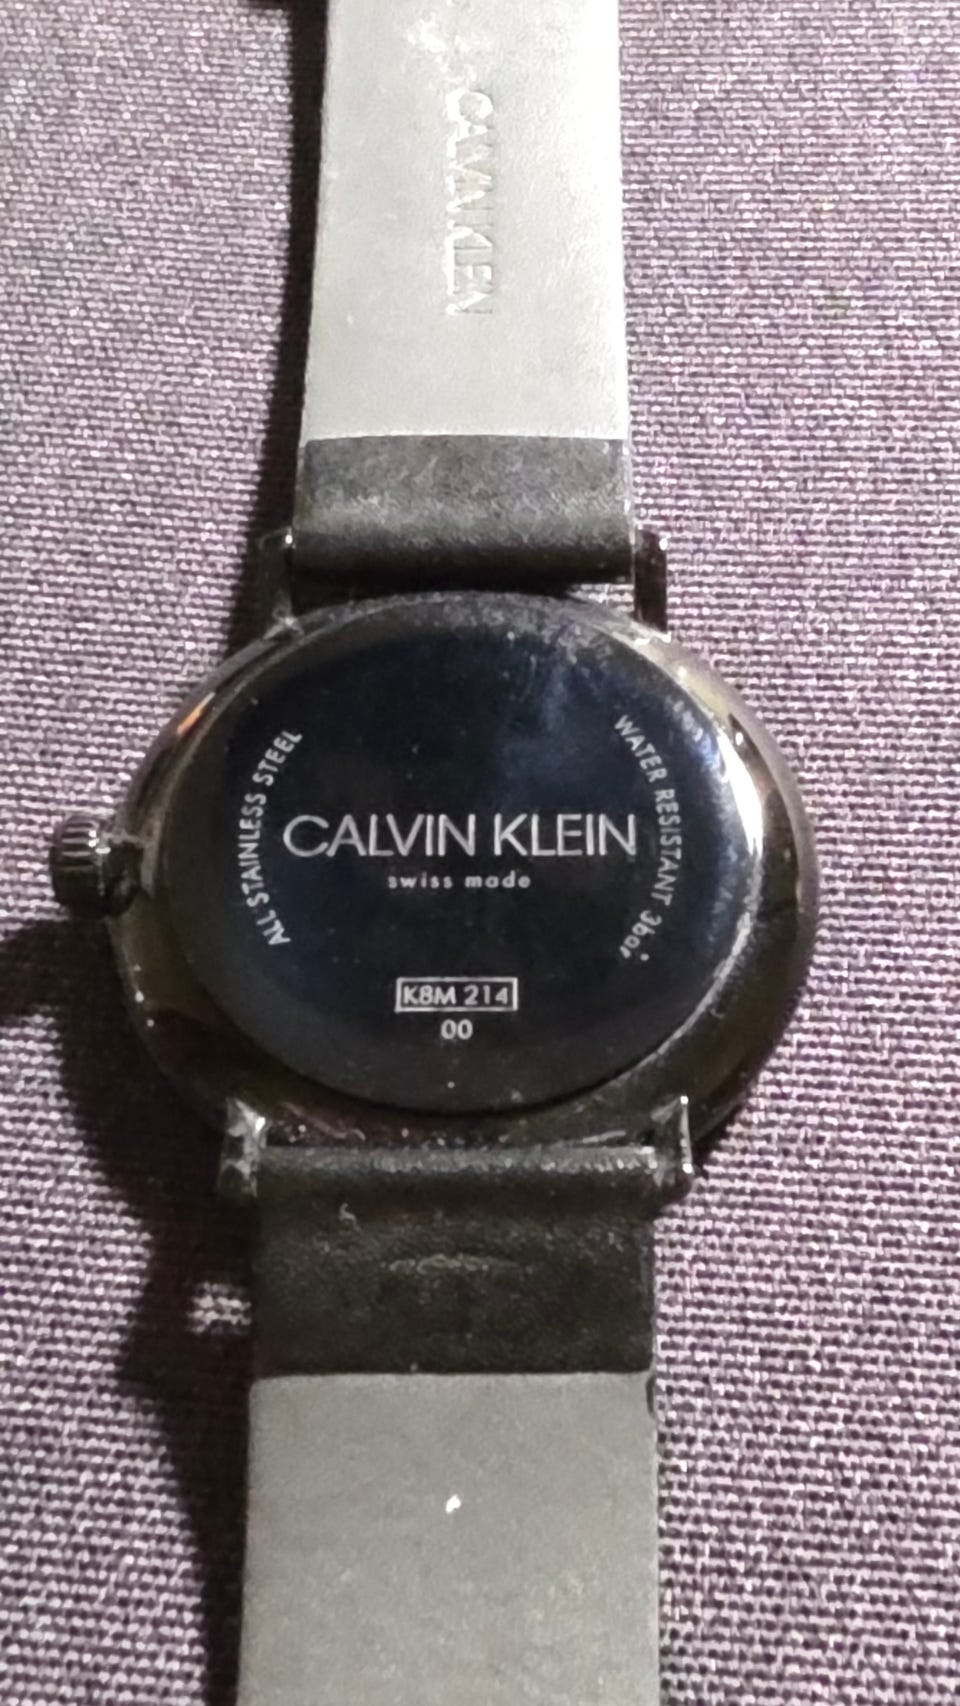 CALVIN KLEIN
ALL STAINLESS STEEL
WATER RESISTANT 3bar
CALVIN KLEIN
swiss made
K8M 214
00